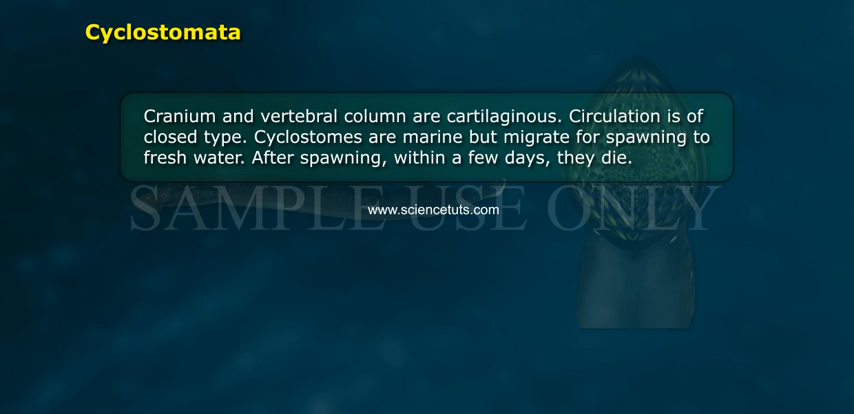 Cyclostomata
Cranium and vertebral column are cartilaginous. Circulation is of
closed type. Cyclostomes are marine but migrate for spawning to
fresh water. After spawning, within a few days, they die.
SAMPLE USE ONLY
www.sciencetuts.com